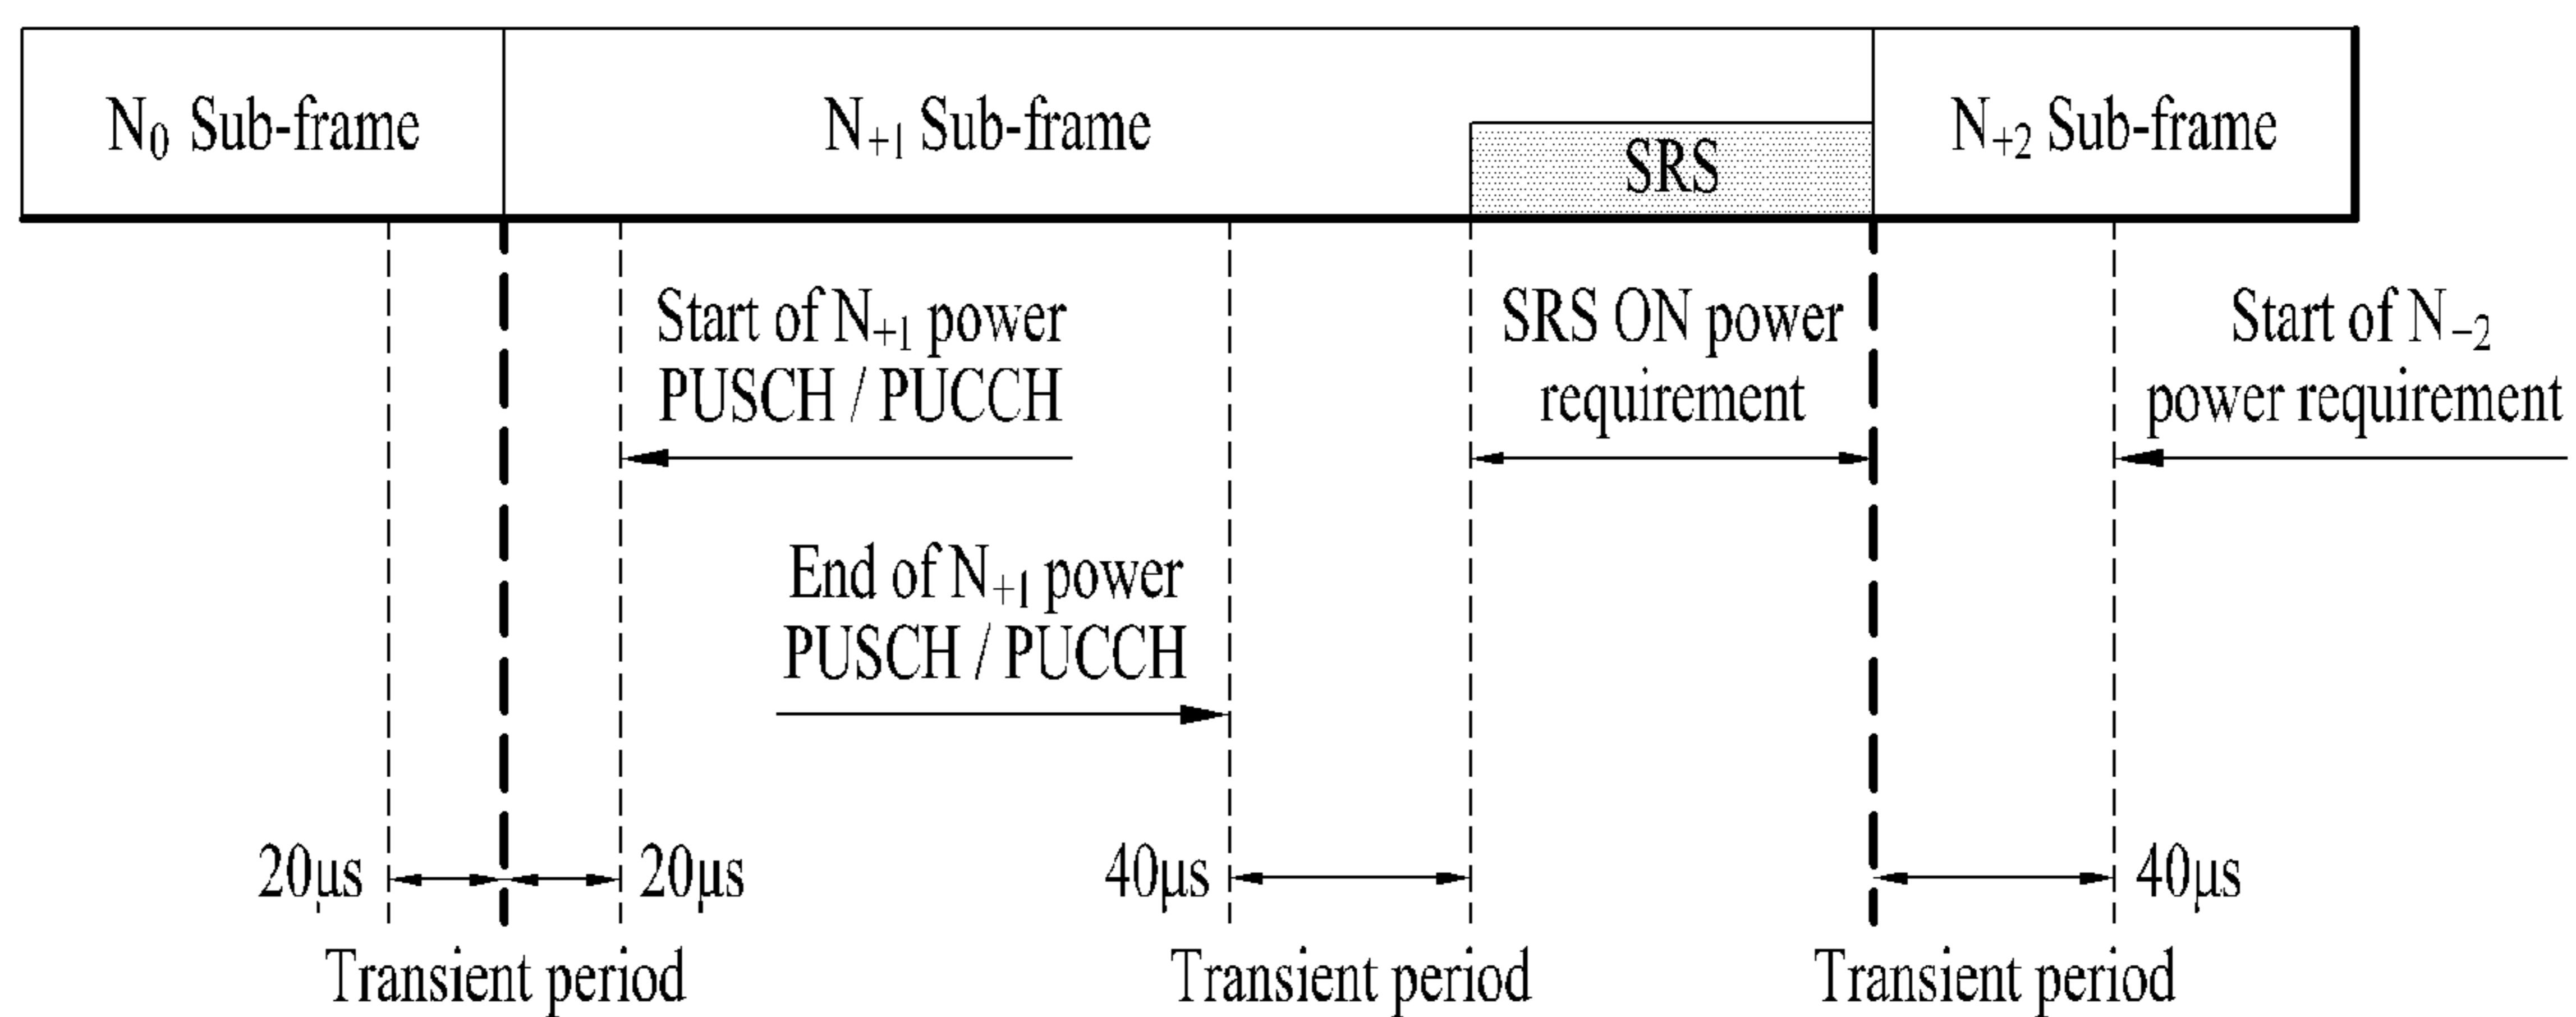 N₀ Sub-frame
N₊₁ Sub-frame
SRS
N₊₂ Sub-frame
Start of N₊₁ power
PUSCH / PUCCH
SRS ON power
requirement
Start of N₋₂
power requirement
End of N₊₁ power
PUSCH / PUCCH
20μs
20μs
40μs
40μs
Transient period
Transient period
Transient period